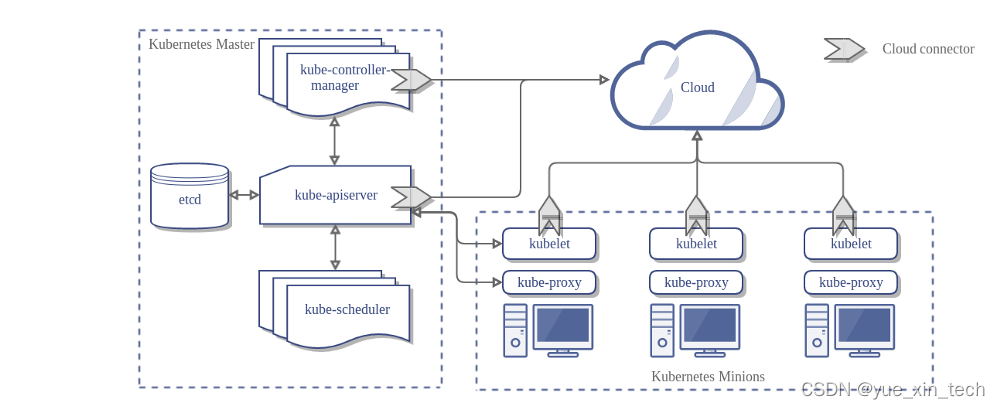 Kubernetes Master
kube-controller-
manager
Cloud
Cloud connector
etcd
kube-apiserver
kube-scheduler
kubelet
kubelet
kubelet
kube-proxy
kube-proxy
kube-proxy
Kubernetes Minions
CSDN @yue_xin_tech